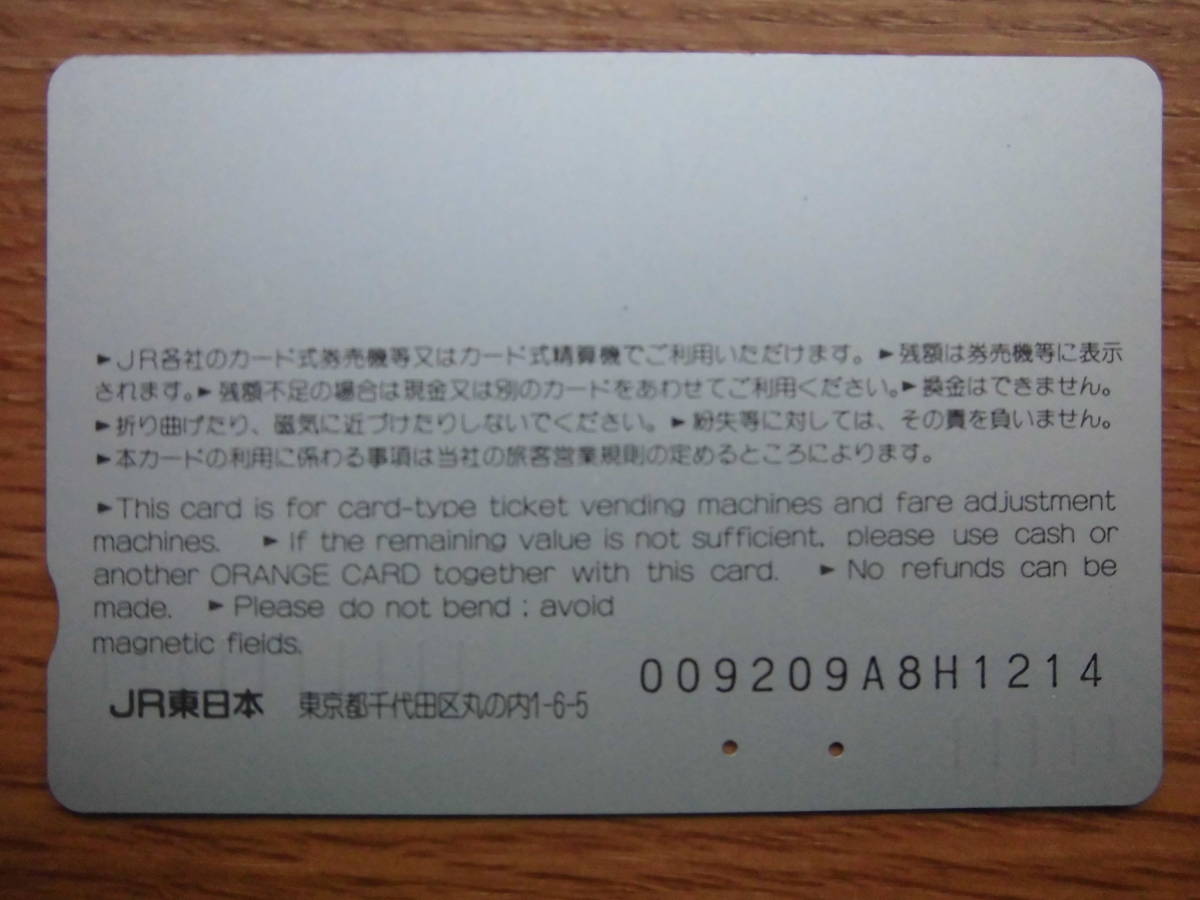 ►JR各社のカード式券売機等又はカード式精算機でご利用いただけます。►残額は券売機等に表示
されます。►残額不足の場合は現金又は別のカードをあわせてご利用ください。►換金はできません。
►折り曲げたり、磁気に近づけたりしないでください。►紛失等に対しては、その責を負いません。
►本カードの利用に係わる事項は当社の旅客営業規則の定めるところによります。
►This card is for card-type ticket vending machines and fare adjustment
machines. ►If the remaining value is not sufficient, please use cash or
another ORANGE CARD together with this card. ►No refunds can be
made. ►Please do not bend : avoid
magnetic fields.
009209A8H1214
JR東日本 東京都千代田区丸の内1-6-5